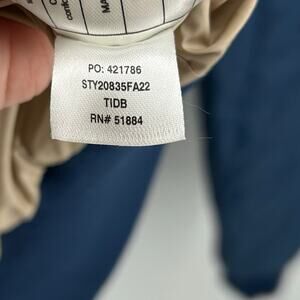 PO: 421786
STY20835FA22
TIDB
RN# 51884